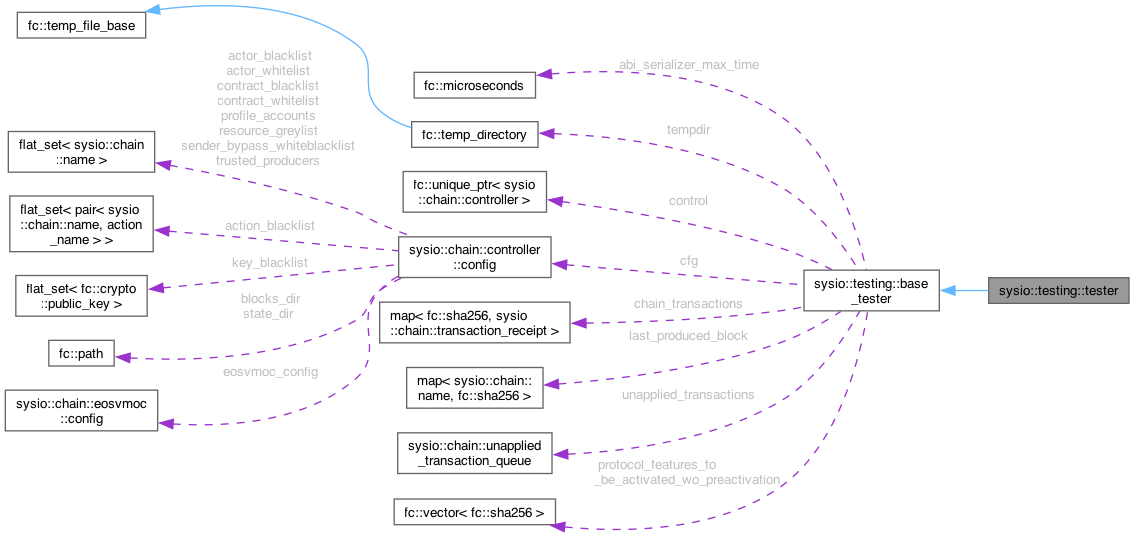 fc::temp_file_base
actor_blacklist
actor_whitelist
contract_blacklist
contract_whitelist
profile_accounts
resource_greylist
sender_bypass_whiteblacklist
trusted_producers
abi_serializer_max_time
fc::microseconds
tempdir
fc::temp_directory
flat_set< sysio::chain
::name >
fc::unique_ptr< sysio
::chain::controller >
control
flat_set< pair< sysio
::chain::name, action
_name > >
action_blacklist
sysio::chain::controller
::config
cfg
key_blacklist
flat_set< fc::crypto
::public_key >
sysio::testing::base
_tester
sysio::testing::tester
blocks_dir
state_dir
map< fc::sha256, sysio
::chain::transaction_receipt >
chain_transactions
last_produced_block
fc::path
eosvmoc_config
map< sysio::chain::
name, fc::sha256 >
unapplied_transactions
sysio::chain::eosvmoc
::config
sysio::chain::unapplied
_transaction_queue
protocol_features_to
_be_activated_wo_preactivation
fc::vector< fc::sha256 >